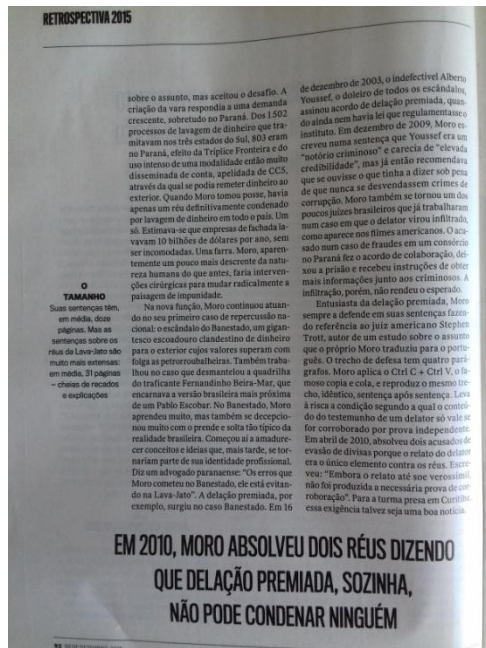 RETROSPECTIVA 2015
sobre o assunto, mas aceitou o desafio. A
criação da vara respondia a uma demanda
crescente, sobretudo no Paraná. Dos 1 502
processos de lavagem de dinheiro que tra-
mitavam nos três estados do Sul, 803 eram
no Paraná, efeito da Tríplice Fronteira e do
uso intenso de uma modalidade então muito
disseminada de conta, apelidada de CC5,
através da qual se podia remeter dinheiro ao
exterior. Quando Moro tomou posse, havia
apenas um réu definitivamente condenado
por lavagem de dinheiro em todo o país. Um
só. Estimava-se que empresas de fachada la-
vavam 10 bilhões de dólares por ano, sem
ser incomodadas. Uma farra. Moro, aparen-
temente um pouco mais descrente da natu-
reza humana do que antes, faria interven-
ções cirúrgicas para mudar radicalmente a
paisagem de impunidade.
Na nova função, Moro continuou atuan-
do no seu primeiro caso de repercussão na-
cional: o escândalo do Banestado, um gigan-
tesco escoadouro clandestino de dinheiro
para o exterior cujos valores superam com
folga as petrorroubalheiras. Também traba-
lhou no caso que desmantelou a quadrilha
do traficante Fernandinho Beira-Mar, que
encarnava a versão brasileira mais próxima
de um Pablo Escobar. No Banestado, Moro
aprendeu muito, mas também se decepcio-
nou muito com o prende e solta tão típico da
realidade brasileira. Começou ai a amadure-
cer conceitos e ideias que, mais tarde, se tor-
nariam parte de sua identidade profissional.
Diz um advogado paranaense: “Os erros que
Moro cometeu no Banestado, ele está evitan-
do na Lava-Jato”. A delação premiada, por
exemplo, surgiu no caso Banestado. Em 16
de dezembro de 2003, o indefectível Alberto
Youssef, o doleiro de todos os escândalos,
assinou acordo de delação premiada, quan-
do ainda nem havia lei que regulamentasse o
instituto. Em dezembro de 2009, Moro es-
creveu numa sentença que Youssef era um
“notório criminoso” e carecia de “elevada
credibilidade”, mas já então recomendava
que se ouvisse o que tinha a dizer sob pena
de que nunca se desvendassem crimes de
corrupção. Moro também se tornou um dos
poucos juízes brasileiros que já trabalharam
num caso em que o delator virou infiltrado,
como aparece nos filmes americanos. O acu-
sado num caso de fraudes em um consórcio
no Paraná fez o acordo de colaboração, dei-
xou a prisão e recebeu instruções de obter
mais informações junto aos criminosos. A
infiltração, porém, não rendeu o esperado.
Entusiasta da delação premiada, Moro
sempre a defende em suas sentenças fazen-
do referência ao juiz americano Stephen
Trott, autor de um estudo sobre o assunto
que o próprio Moro traduziu para o portu-
guês. O trecho de defesa tem quatro pará-
grafos. Moro aplica o Ctrl C + Ctrl V, o fa-
moso copia e cola, e reproduz o mesmo tre-
cho, idêntico, sentença após sentença. Leva
à risca a condição segundo a qual o conteú-
do do testemunho de um delator só vale se
for corroborado por prova independente.
Em abril de 2010, absolveu dois acusados de
evasão de divisas porque o relato do delator
era o único elemento contra os réus. Escre-
veu: “Embora o relato até soe verossímil,
não foi produzida a necessária prova de cor-
roboração”. Para a turma presa em Curitiba,
essa exigência talvez seja uma boa notícia.
O
TAMANHO
Suas sentenças têm,
em média, doze
páginas. Mas as
sentenças sobre os
réus da Lava-Jato são
muito mais extensas:
em média, 31 páginas
– cheias de recados
e explicações
EM 2010, MORO ABSOLVEU DOIS RÉUS DIZENDO
QUE DELAÇÃO PREMIADA, SOZINHA,
NÃO PODE CONDENAR NINGUÉM